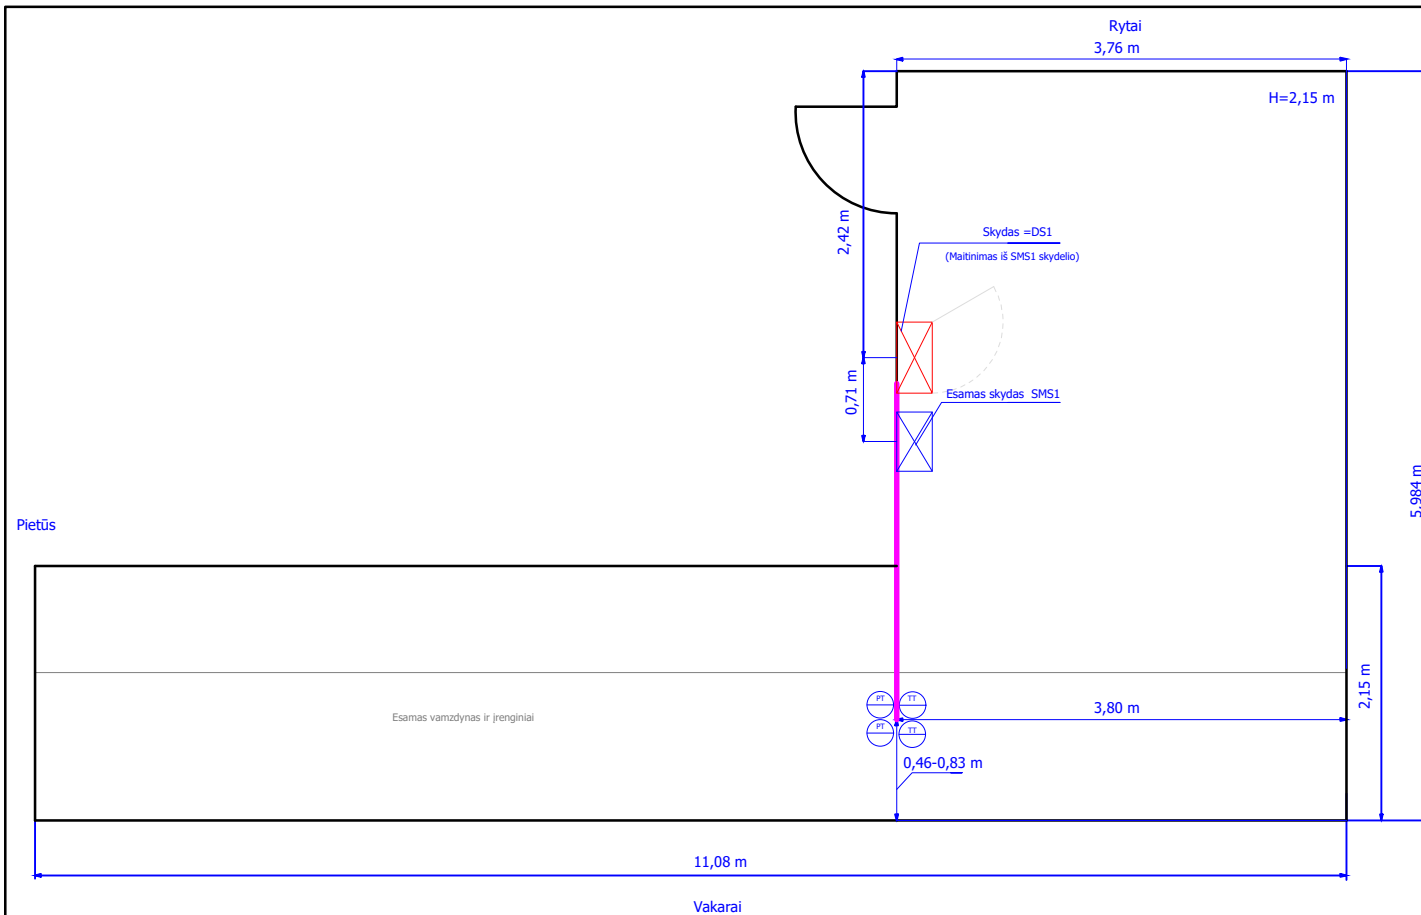 Rytai
3,76 m
H=2,15 m
2,42 m
Skydas =DS1
(Maitinimas iš SMS1 skydelio)
0,71 m
Esamas skydas SMS1
5,984 m
Pietūs
2,15 m
PT
TT
Esamas vamzdynas ir įrenginiai
3,80 m
PT
TT
0,46-0,83 m
11,08 m
Vakarai